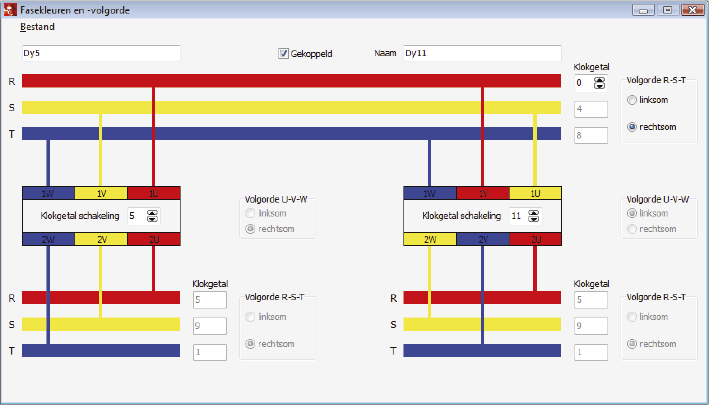 Fasekleuren en -volgorde
Bestand
Dy5
Gekoppeld
Naam
Dy11
Klokgetal
R
0
Volgorde R-S-T
linksom
S
4
rechtsom
T
8
1W 1V 1U
1W 1V 1U
Klokgetal schakeling 5
Volgorde U-V-W
linksom
rechtsom
Klokgetal schakeling 11
Volgorde U-V-W
linksom
rechtsom
2W 2V 2U
2W 2V 2U
Klokgetal
Klokgetal
R
5
Volgorde R-S-T
linksom
R
5
Volgorde R-S-T
linksom
S
9
rechtsom
S
9
rechtsom
T
1
T
1